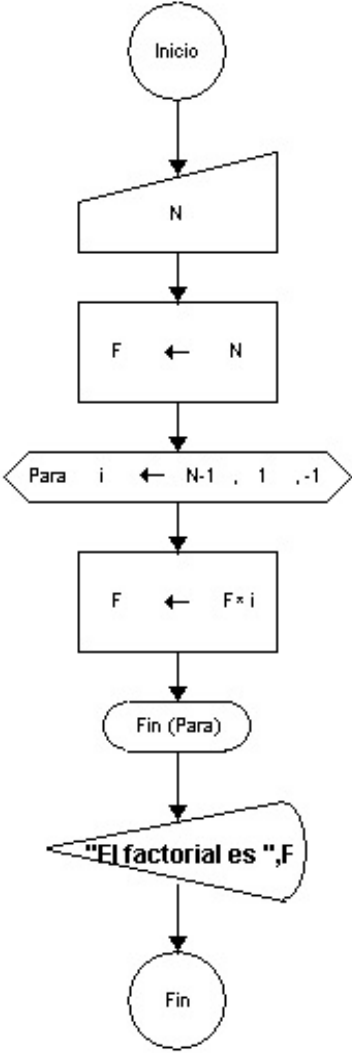 Inicio
N
F ← N
Para i ← N-1 , 1 ,-1
F ← F* i
Fin (Para)
"El factorial es ",F
Fin